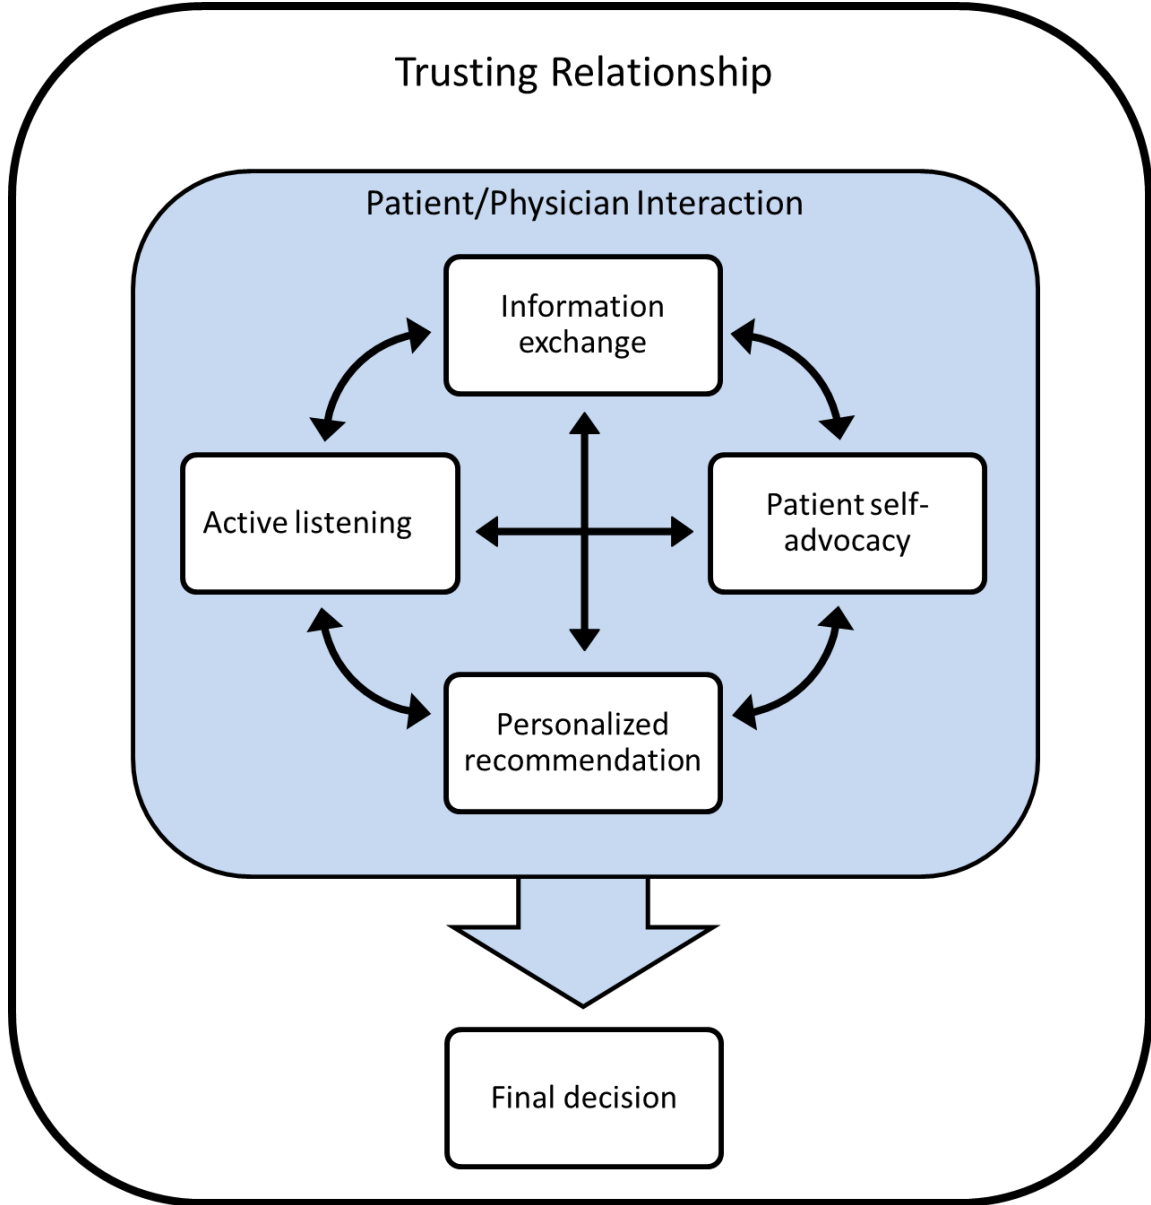 Trusting Relationship
Patient/Physician Interaction
Information
exchange
Active listening
Patient self-
advocacy
Personalized
recommendation
Final decision